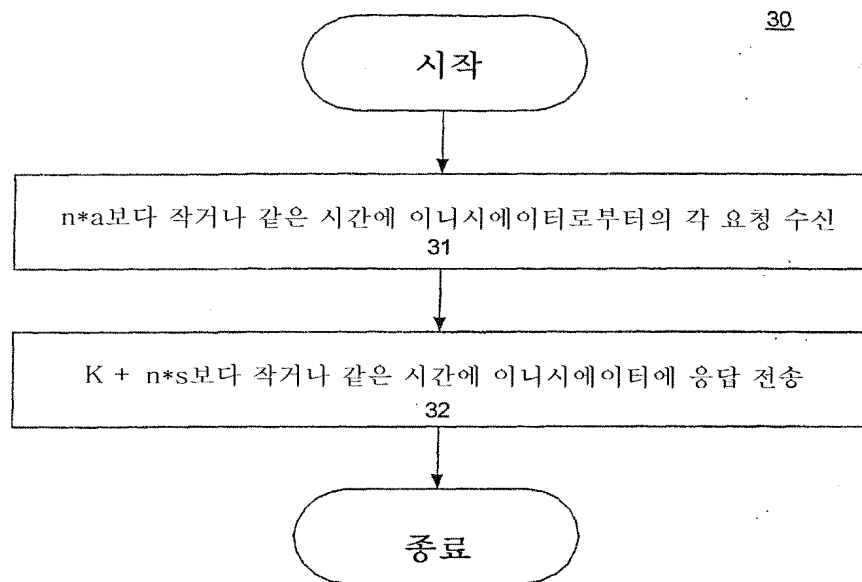 30
시작
n*a보다 작거나 같은 시간에 이니시에이터로부터의 각 요청 수신
31
K + n*s보다 작거나 같은 시간에 이니시에이터에 응답 전송
32
종료